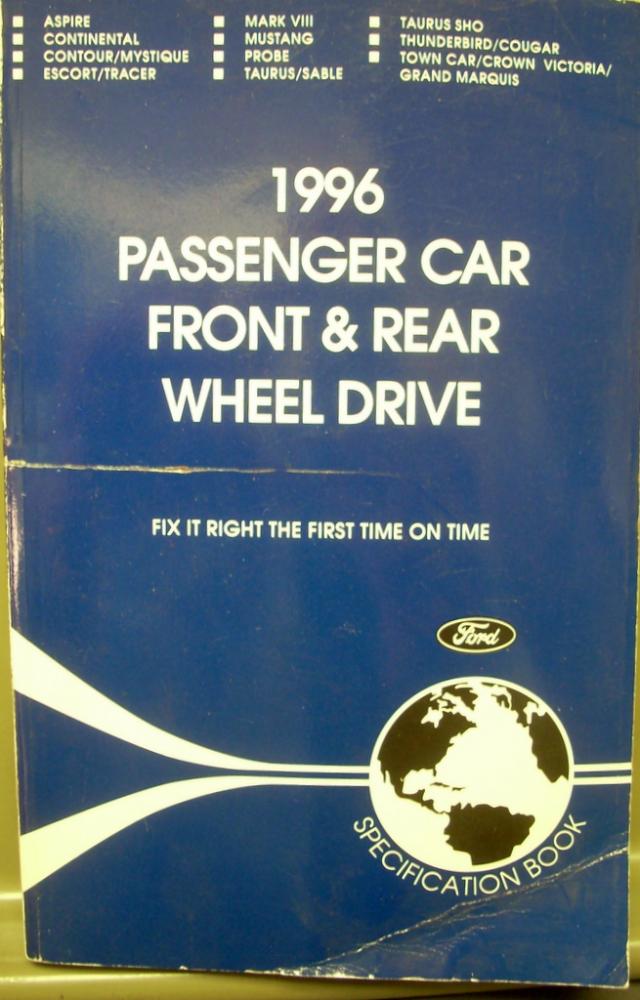 ASPIRE
CONTINENTAL
CONTOUR/MYSTIQUE
ESCORT/TRACER
MARK VIII
MUSTANG
PROBE
TAURUS/SABLE
TAURUS SHO
THUNDERBIRD/COUGAR
TOWN CAR/CROWN VICTORIA/
GRAND MARQUIS
1996
PASSENGER CAR
FRONT & REAR
WHEEL DRIVE
FIX IT RIGHT THE FIRST TIME ON TIME
Ford
SPECIFICATION BOOK